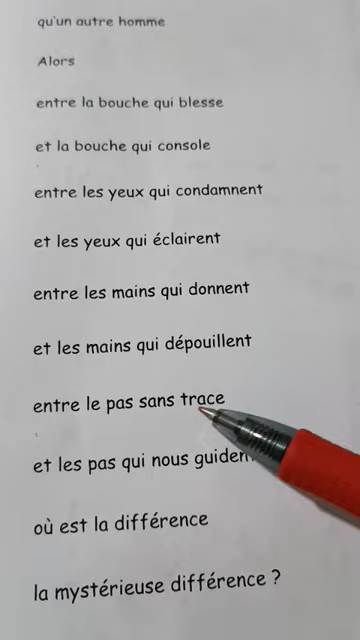 qu'un autre homme
Alors
entre la bouche qui blesse
et la bouche qui console
entre les yeux qui condamnent
et les yeux qui éclairent
entre les mains qui donnent
et les mains qui dépouillent
entre le pas sans trace
et les pas qui nous guident
où est la différence
la mystérieuse différence ?